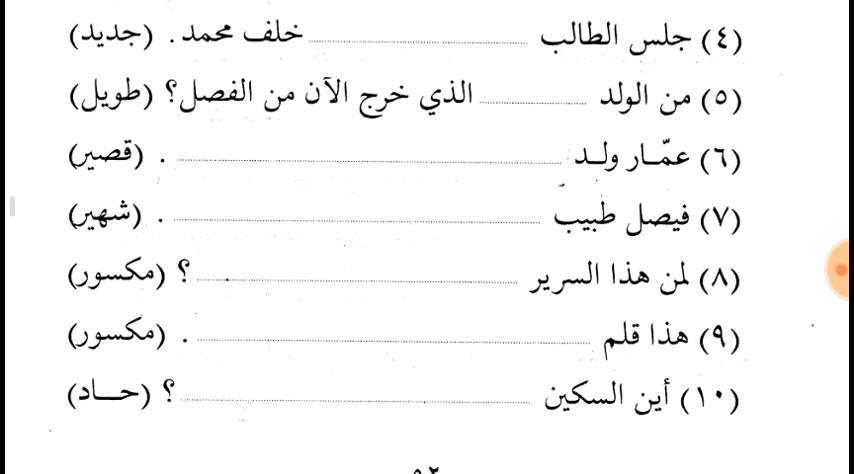 (٤) جلس الطالب ........................ خلف محمد. (جديد)
(٥) من الولد ............ الذي خرج الآن من الفصل؟ (طويل)
(٦) عمّار ولد ........................ . (قصير)
(٧) فيصل طبيب ........................ . (شهير)
(٨) لمن هذا السرير ........................ ؟ (مكسور)
(٩) هذا قلم ........................ . (مكسور)
(١٠) أين السكين ........................ ؟ (حاد)